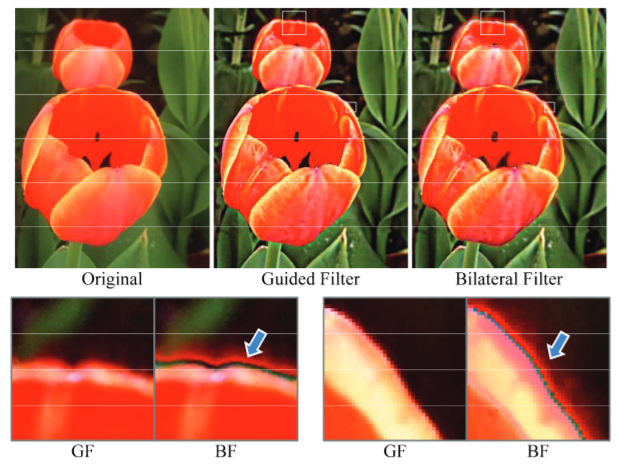 Original Guided Filter Bilateral Filter
GF BF GF BF